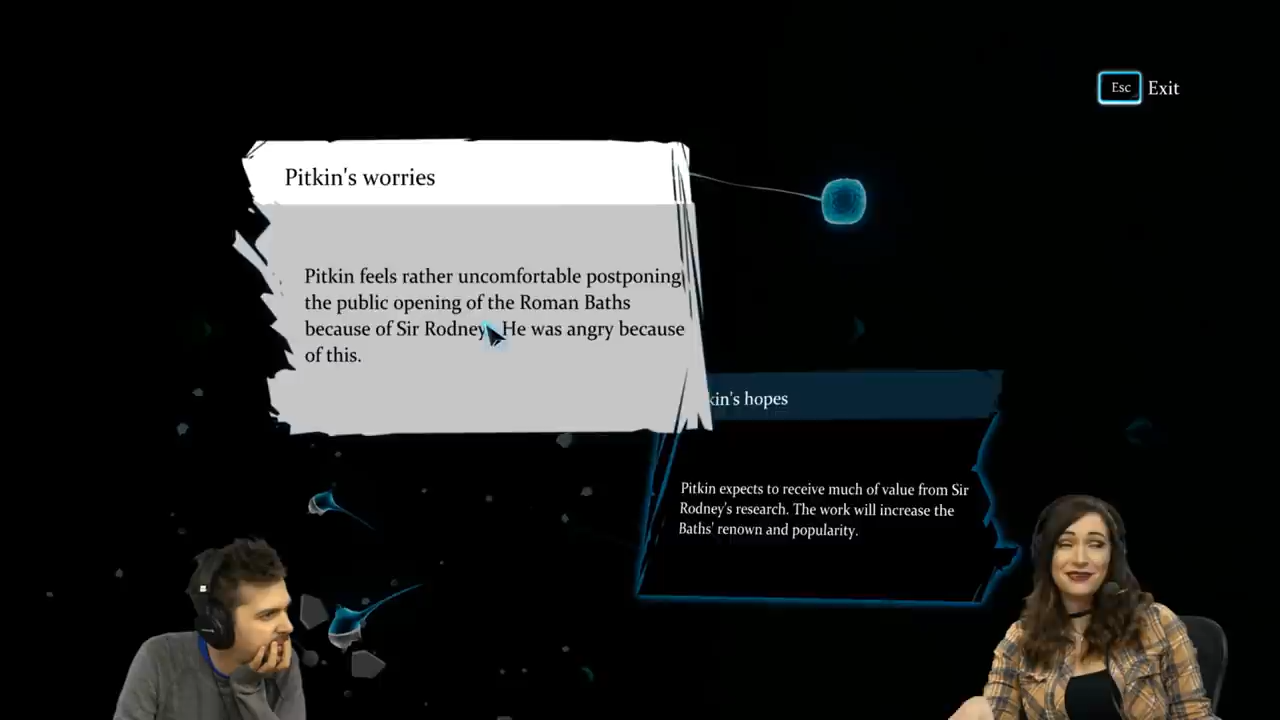 Esc Exit
Pitkin's worries
Pitkin feels rather uncomfortable postponing
the public opening of the Roman Baths
because of Sir Rodney. He was angry because
of this.
kin's hopes
Pitkin expects to receive much of value from Sir
Rodney's research. The work will increase the
Baths' renown and popularity.